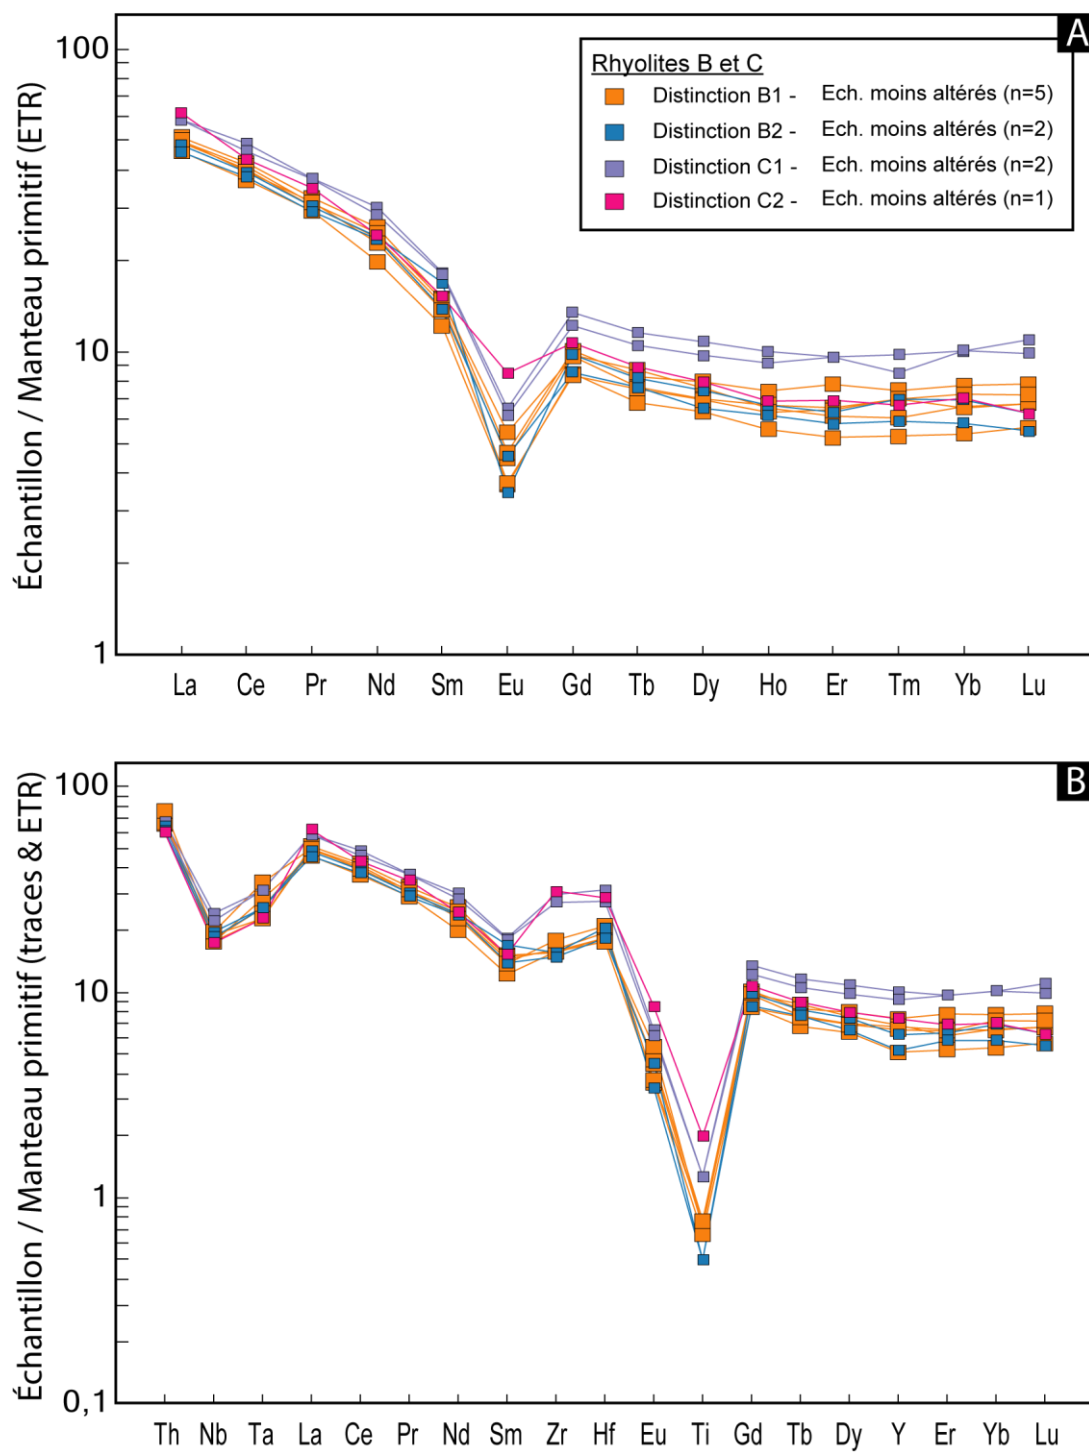 A
Échantillon / Manteau primitif (ETR)
100
10
1
Rhyolites B et C
Distinction B1 - Ech. moins altérés (n=5)
Distinction B2 - Ech. moins altérés (n=2)
Distinction C1 - Ech. moins altérés (n=2)
Distinction C2 - Ech. moins altérés (n=1)
La Ce Pr Nd Sm Eu Gd Tb Dy Ho Er Tm Yb Lu
B
Échantillon / Manteau primitif (traces & ETR)
100
10
1
0,1
Th Nb Ta La Ce Pr Nd Sm Zr Hf Eu Ti Gd Tb Dy Y Er Yb Lu